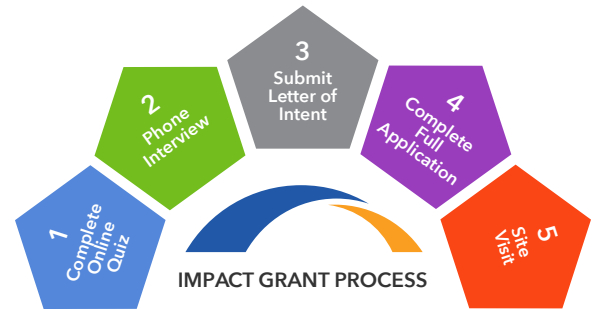 1
Complete
Online
Quiz
2
Phone
Interview
3
Submit
Letter of
Intent
4
Complete
Full
Application
5
Site
Visit
IMPACT GRANT PROCESS